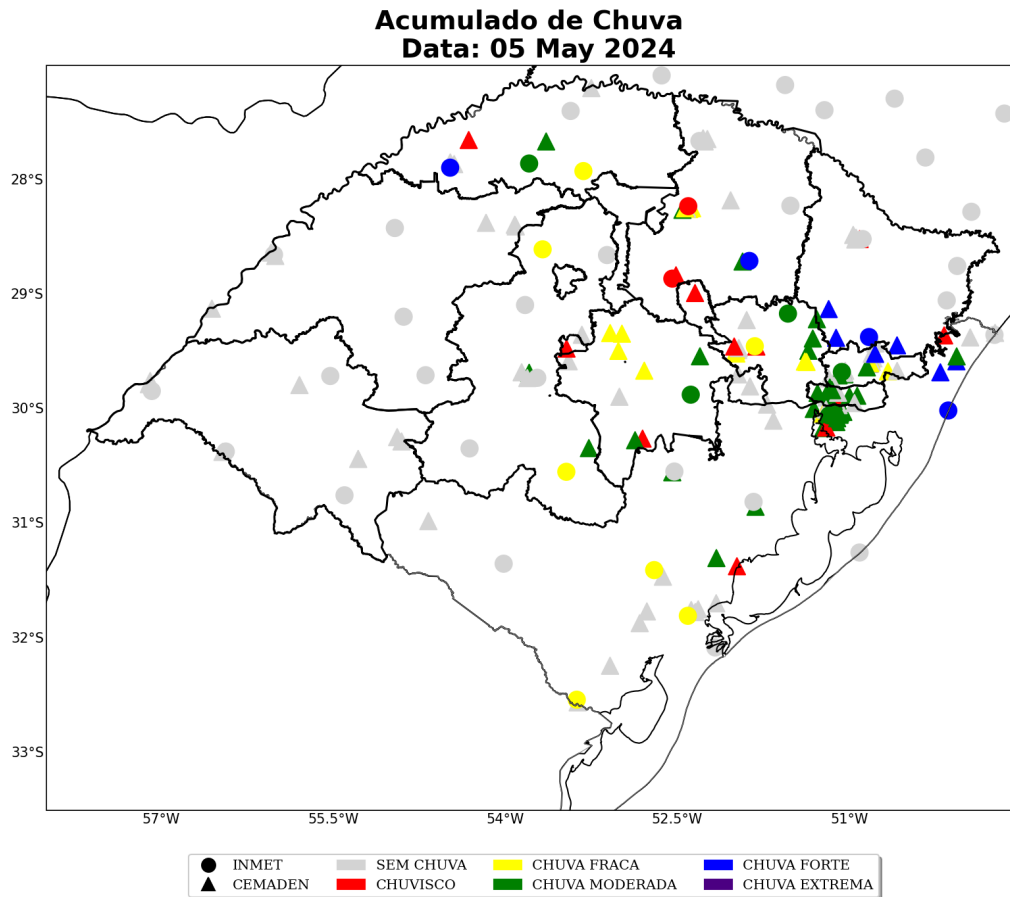 Acumulado de Chuva
Data: 05 May 2024
28°S
29°S
30°S
31°S
32°S
33°S
57°W 55.5°W 54°W 52.5°W 51°W
INMET SEM CHUVA CHUVA FRACA CHUVA FORTE
CEMADEN CHUVISCO CHUVA MODERADA CHUVA EXTREMA